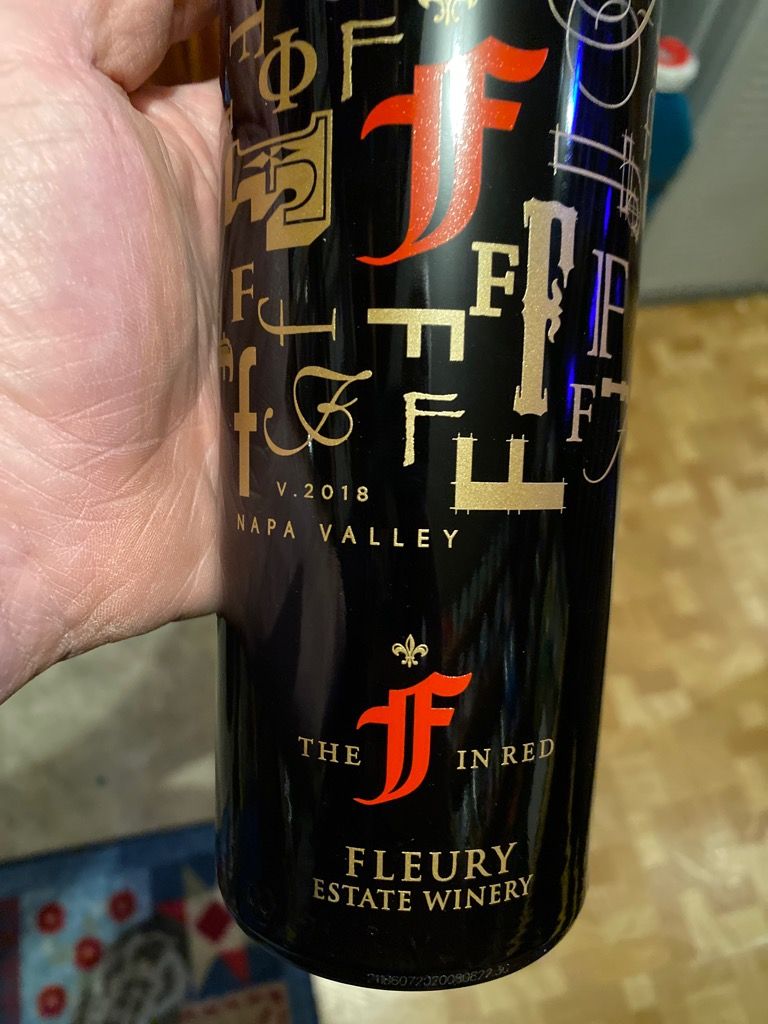 Φ F
F
F F
F F
F F F
F F F
F
V.2018
NAPA VALLEY
THE F IN RED
FLEURY
ESTATE WINERY